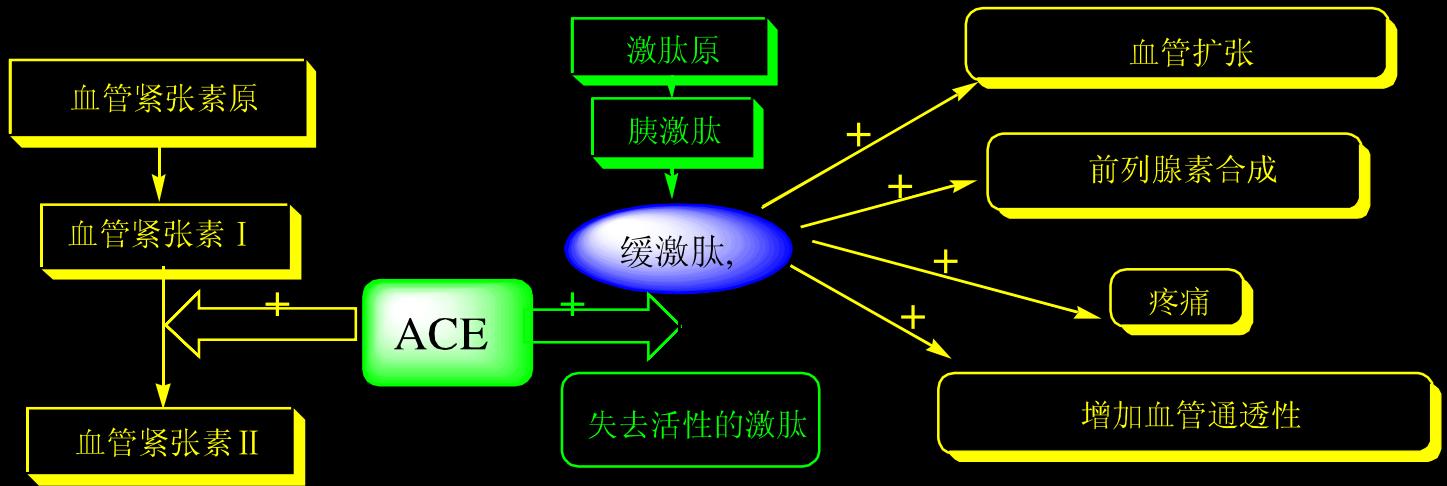 血管紧张素原
血管紧张素Ⅰ
+
ACE
+
血管紧张素Ⅱ
激肽原
胰激肽
缓激肽,
失去活性的激肽
+
血管扩张
+
前列腺素合成
+
疼痛
+
增加血管通透性